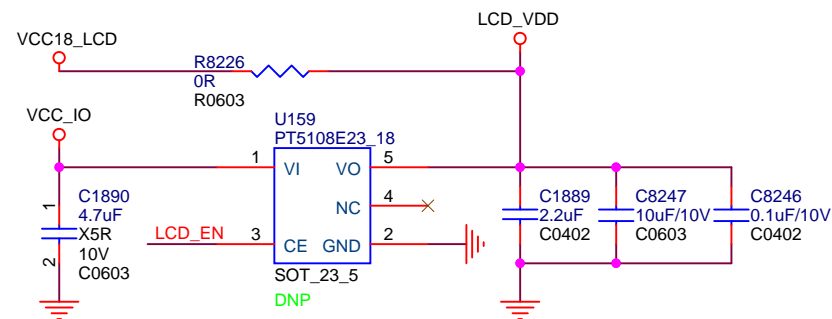 LCD_VDD
VCC18_LCD
R8226
0R
R0603
VCC_IO
U159
PT5108E23_18
1
VI
VO
5
NC
4
3
CE
GND
2
LCD_EN
SOT_23_5
DNP
1
C1890
4.7uF
X5R
10V
C0603
2
C1889
2.2uF
C0402
C8247
10uF/10V
C0603
C8246
0.1uF/10V
C0402